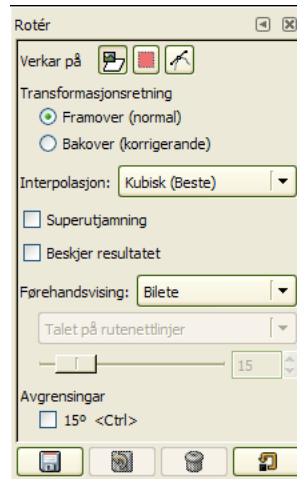 Rotér
Verkar på
Transformasjonsretning
Framover (normal)
Bakover (korrigerande)
Interpolasjon: Kubisk (Beste)
Superutjamning
Beskjer resultatet
Førehandsvising: Bilete
Talet på rutenettlinjer
15
Avgrensingar
15º <Ctrl>